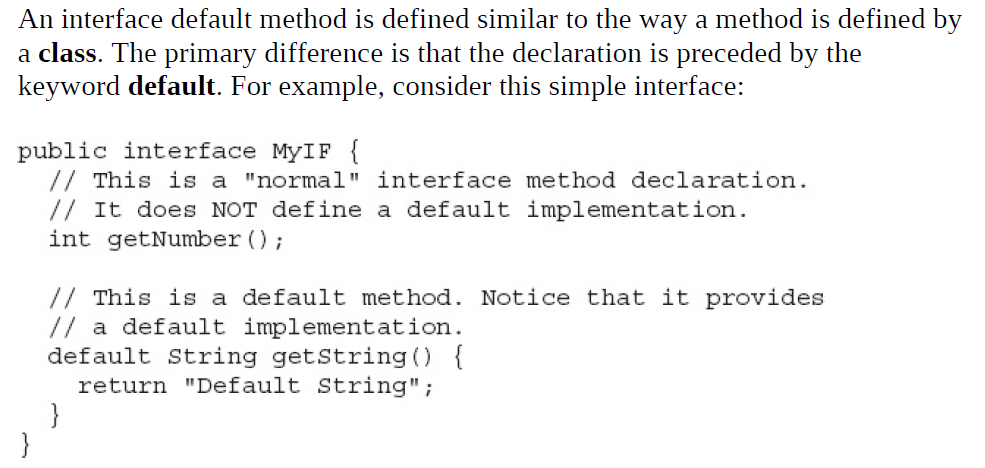 An interface default method is defined similar to the way a method is defined by
a class. The primary difference is that the declaration is preceded by the
keyword default. For example, consider this simple interface:
public interface MyIF {
// This is a "normal" interface method declaration.
// It does NOT define a default implementation.
int getNumber();
// This is a default method. Notice that it provides
// a default implementation.
default String getString() {
return "Default String";
}
}